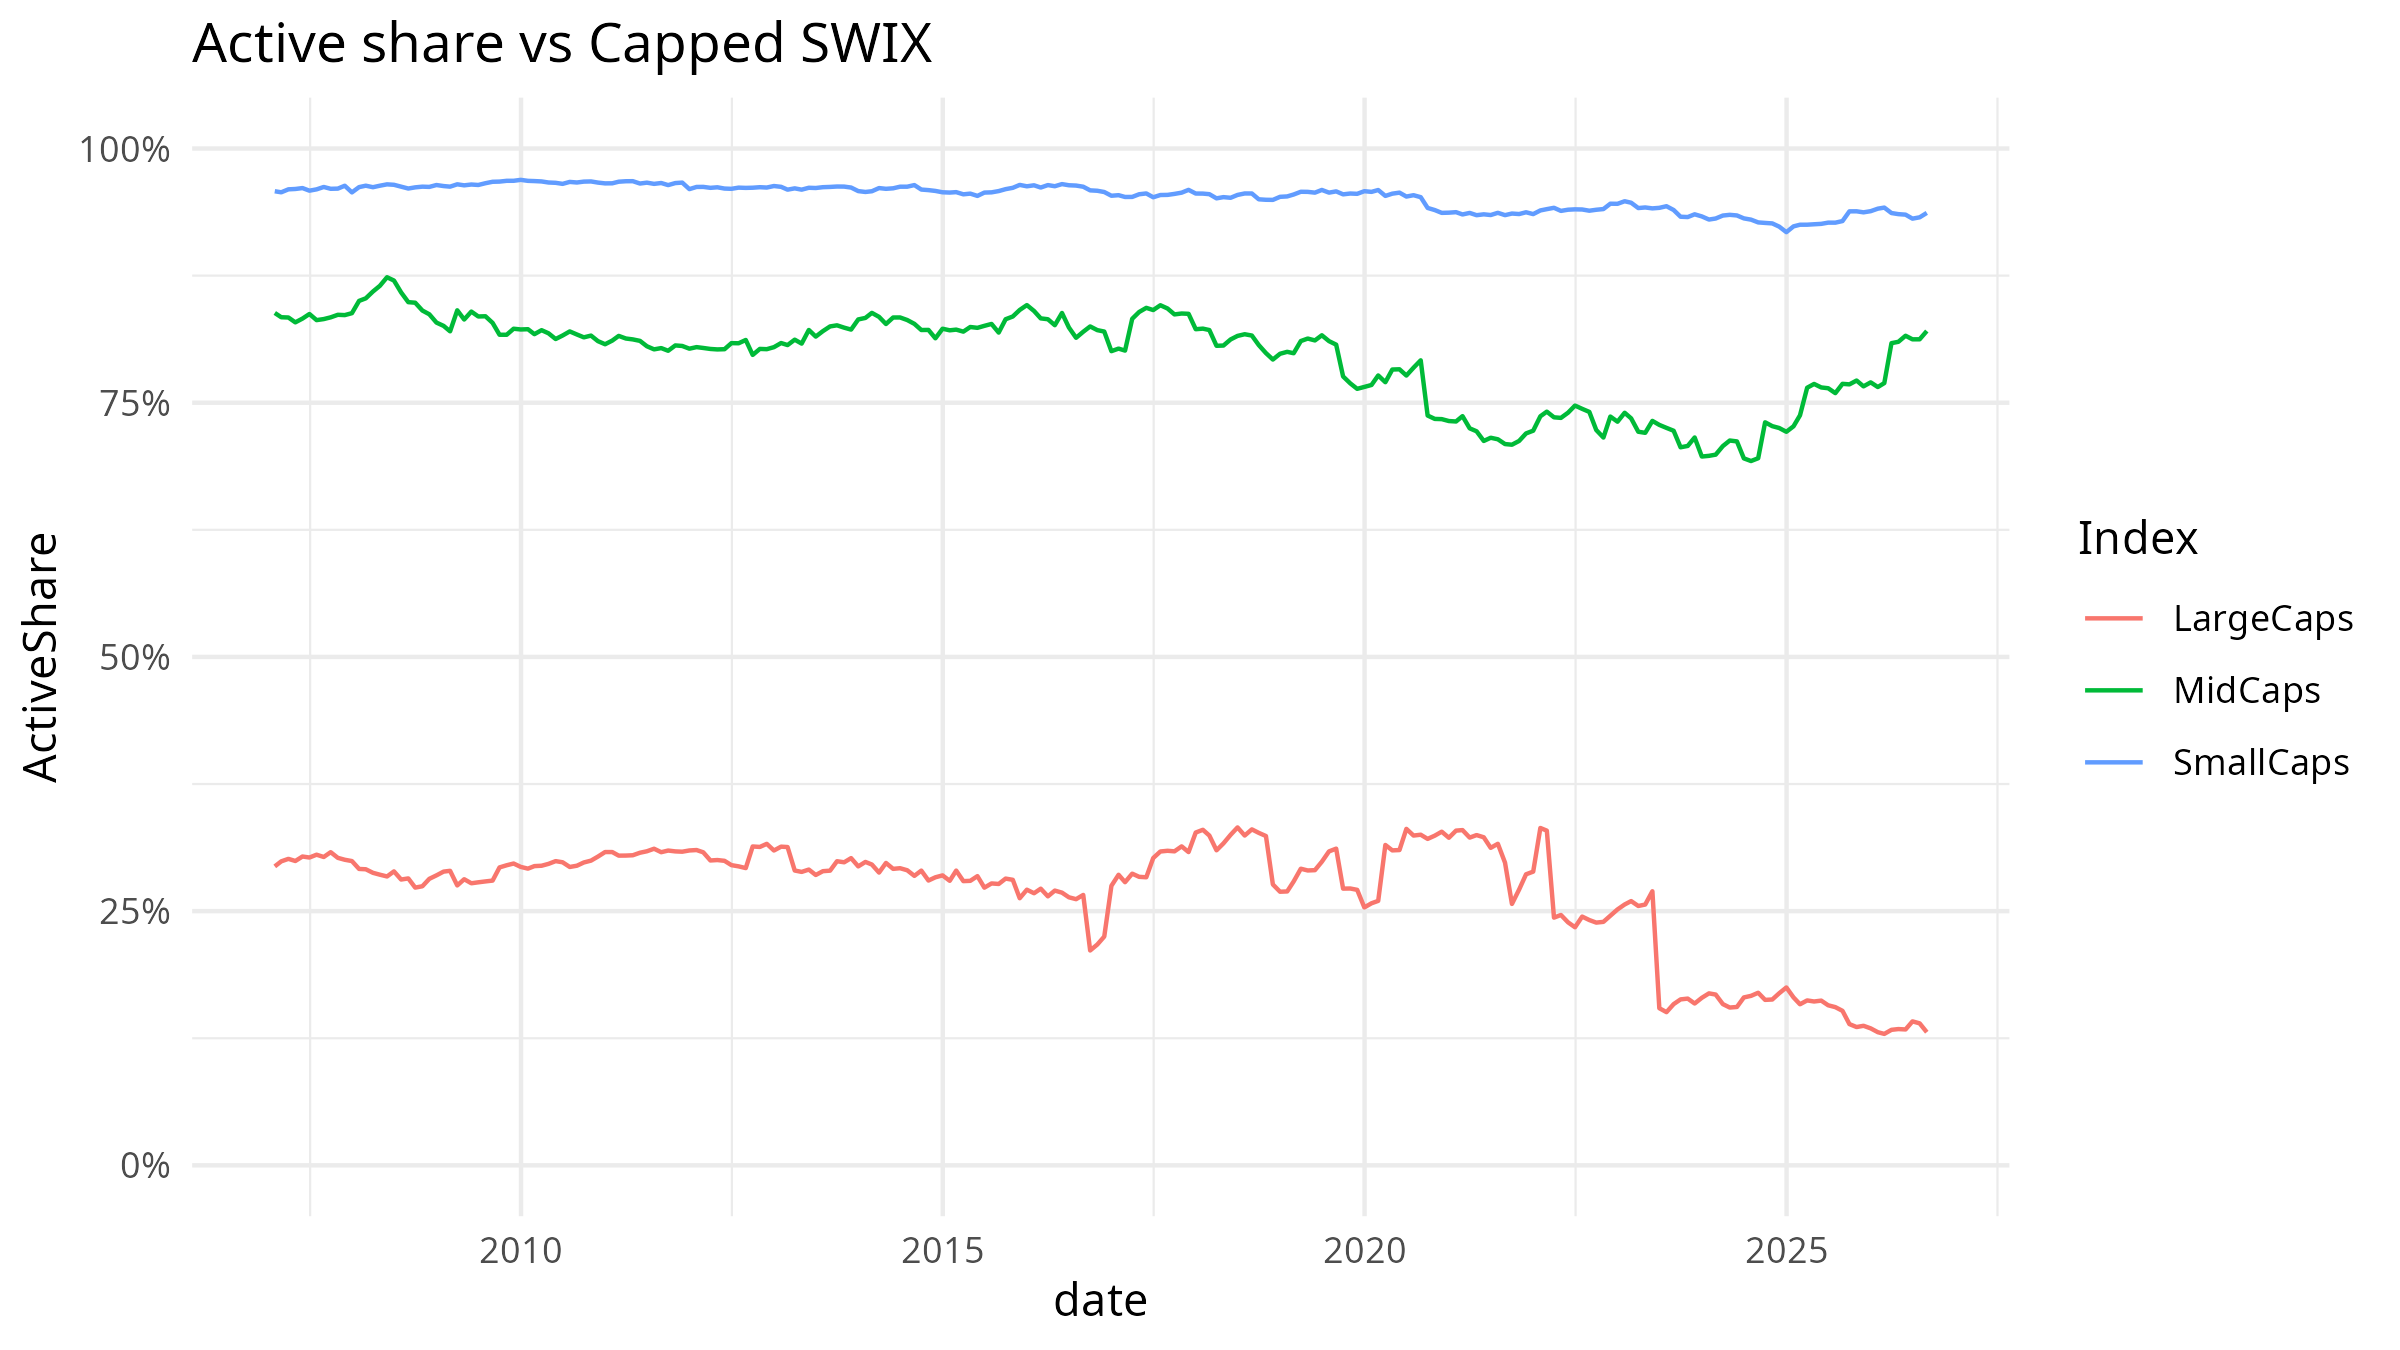 Active share vs Capped SWIX
100%
75%
50%
25%
0%
ActiveShare
2010
2015
2020
2025
date
Index
LargeCaps
MidCaps
SmallCaps